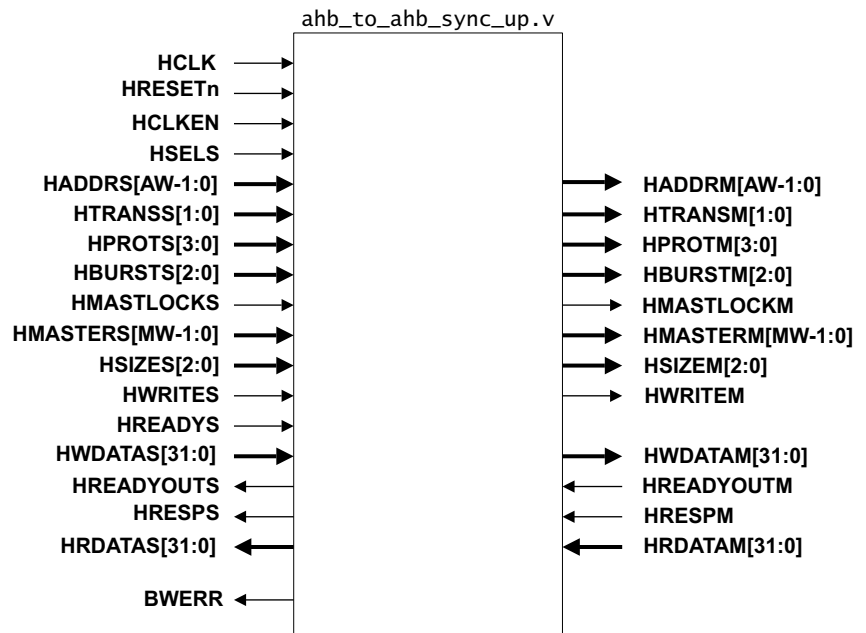 ahb_to_ahb_sync_up.v
HCLK
HRESETn
HCLKEN
HSELS
HADDRS[AW-1:0] HADDRM[AW-1:0]
HTRANSS[1:0] HTRANSM[1:0]
HPROTS[3:0] HPROTM[3:0]
HBURSTS[2:0] HBURSTM[2:0]
HMASTLOCKS HMASTLOCKM
HMASTERS[MW-1:0] HMASTERM[MW-1:0]
HSIZES[2:0] HSIZEM[2:0]
HWRITES HWRITEM
HREADYS
HWDATAS[31:0] HWDATAM[31:0]
HREADYOUTS HREADYOUTM
HRESPS HRESPM
HRDATAS[31:0] HRDATAM[31:0]
BWERR